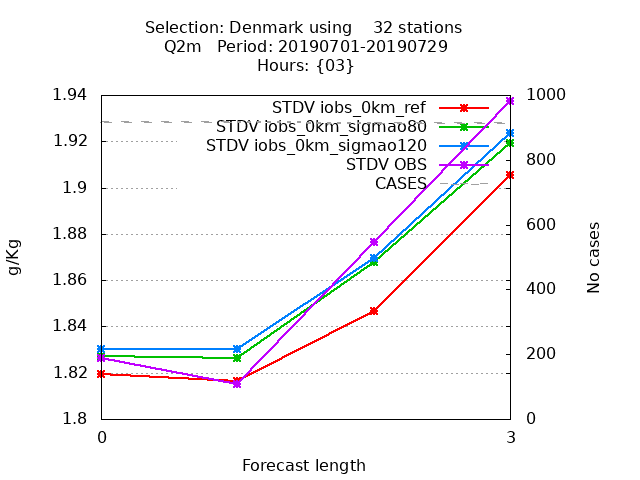 Selection: Denmark using    32 stations
Q2m   Period: 20190701-20190729
Hours: {03}
1.94
1.92
1.9
1.88
1.86
1.84
1.82
1.8
g/Kg
STDV iobs_0km_ref
STDV iobs_0km_sigmao80
STDV iobs_0km_sigmao120
STDV OBS
CASES
1000
800
600
400
200
0
No cases
0
3
Forecast length